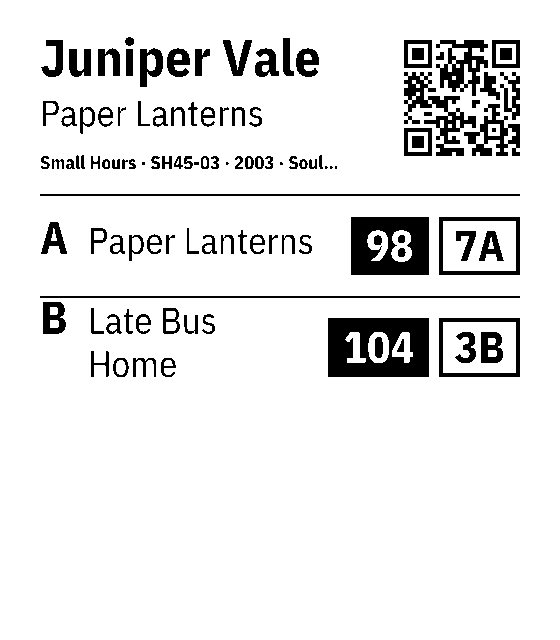 Juniper Vale
Paper Lanterns
Small Hours · SH45-03 · 2003 · Soul...
A Paper Lanterns 98 7A
B Late Bus
Home 104 3B